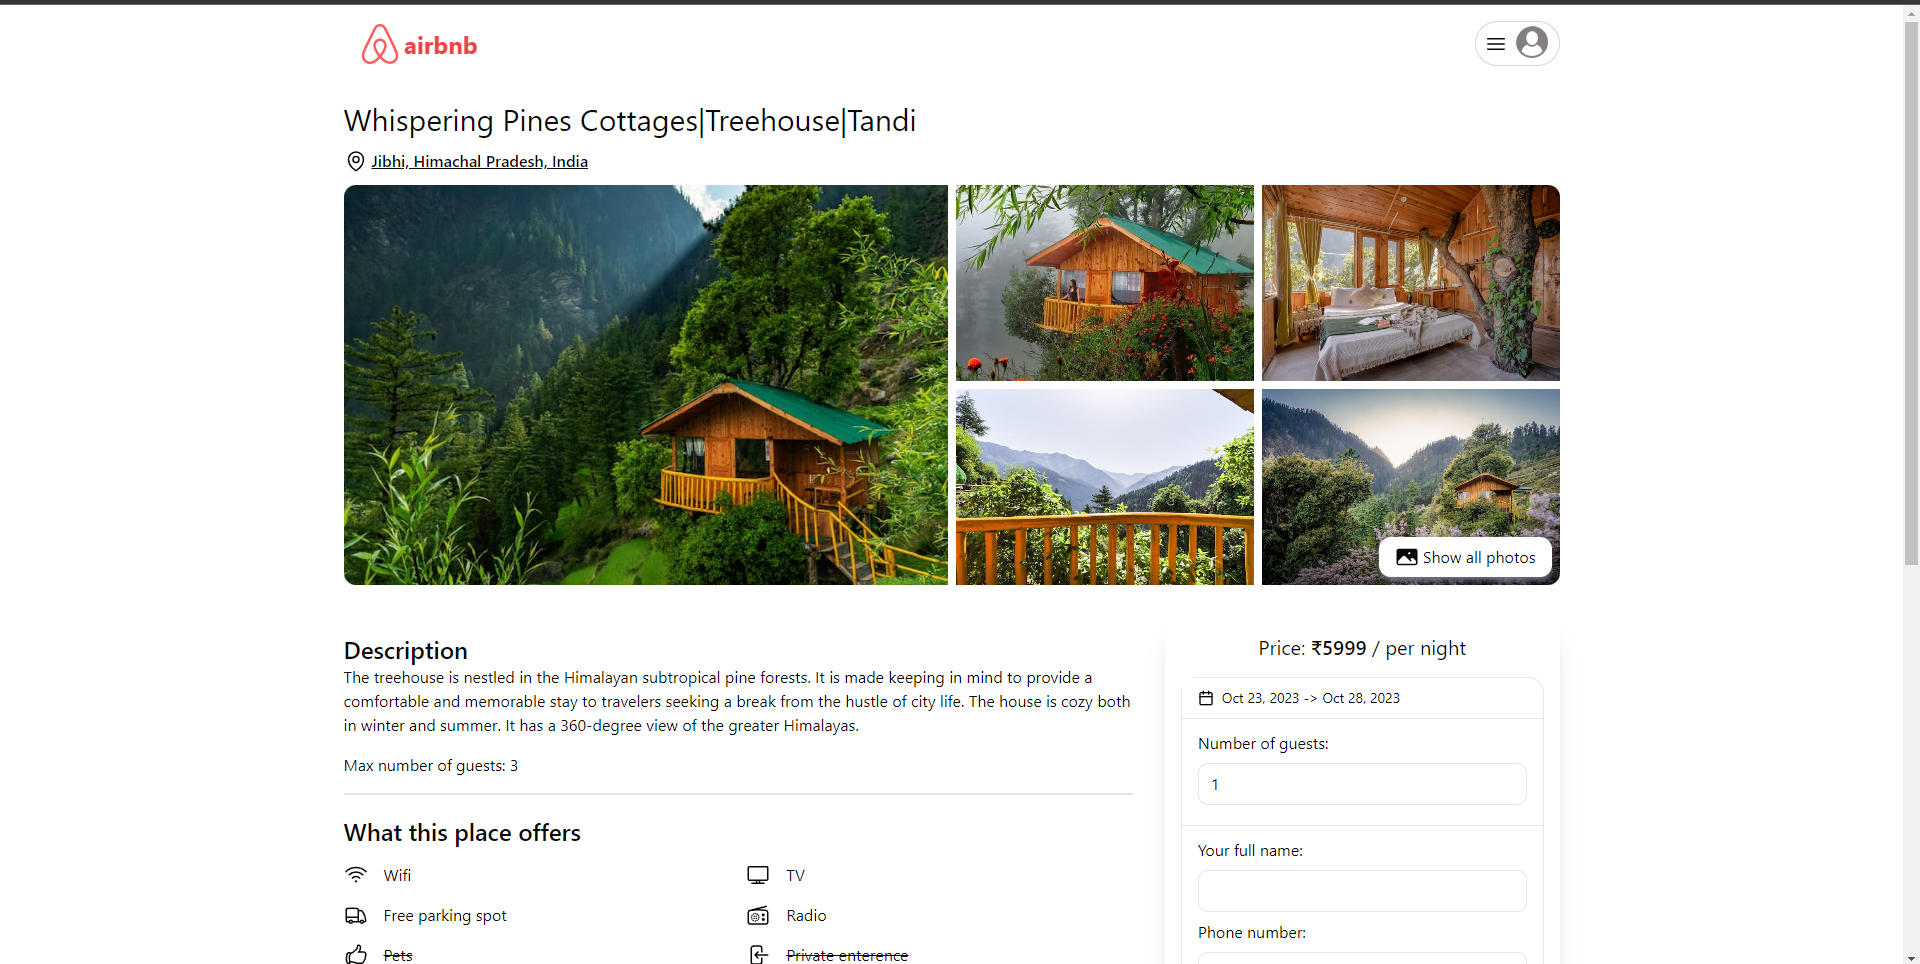 airbnb
Whispering Pines Cottages|Treehouse|Tandi
Jibhi, Himachal Pradesh, India
Show all photos
Description
The treehouse is nestled in the Himalayan subtropical pine forests. It is made keeping in mind to provide a
comfortable and memorable stay to travelers seeking a break from the hustle of city life. The house is cozy both
in winter and summer. It has a 360-degree view of the greater Himalayas.
Max number of guests: 3
What this place offers
Wifi
TV
Free parking spot
Radio
Pets
Private enterence
Price: ₹5999 / per night
Oct 23, 2023 -> Oct 28, 2023
Number of guests:
1
Your full name:
Phone number: